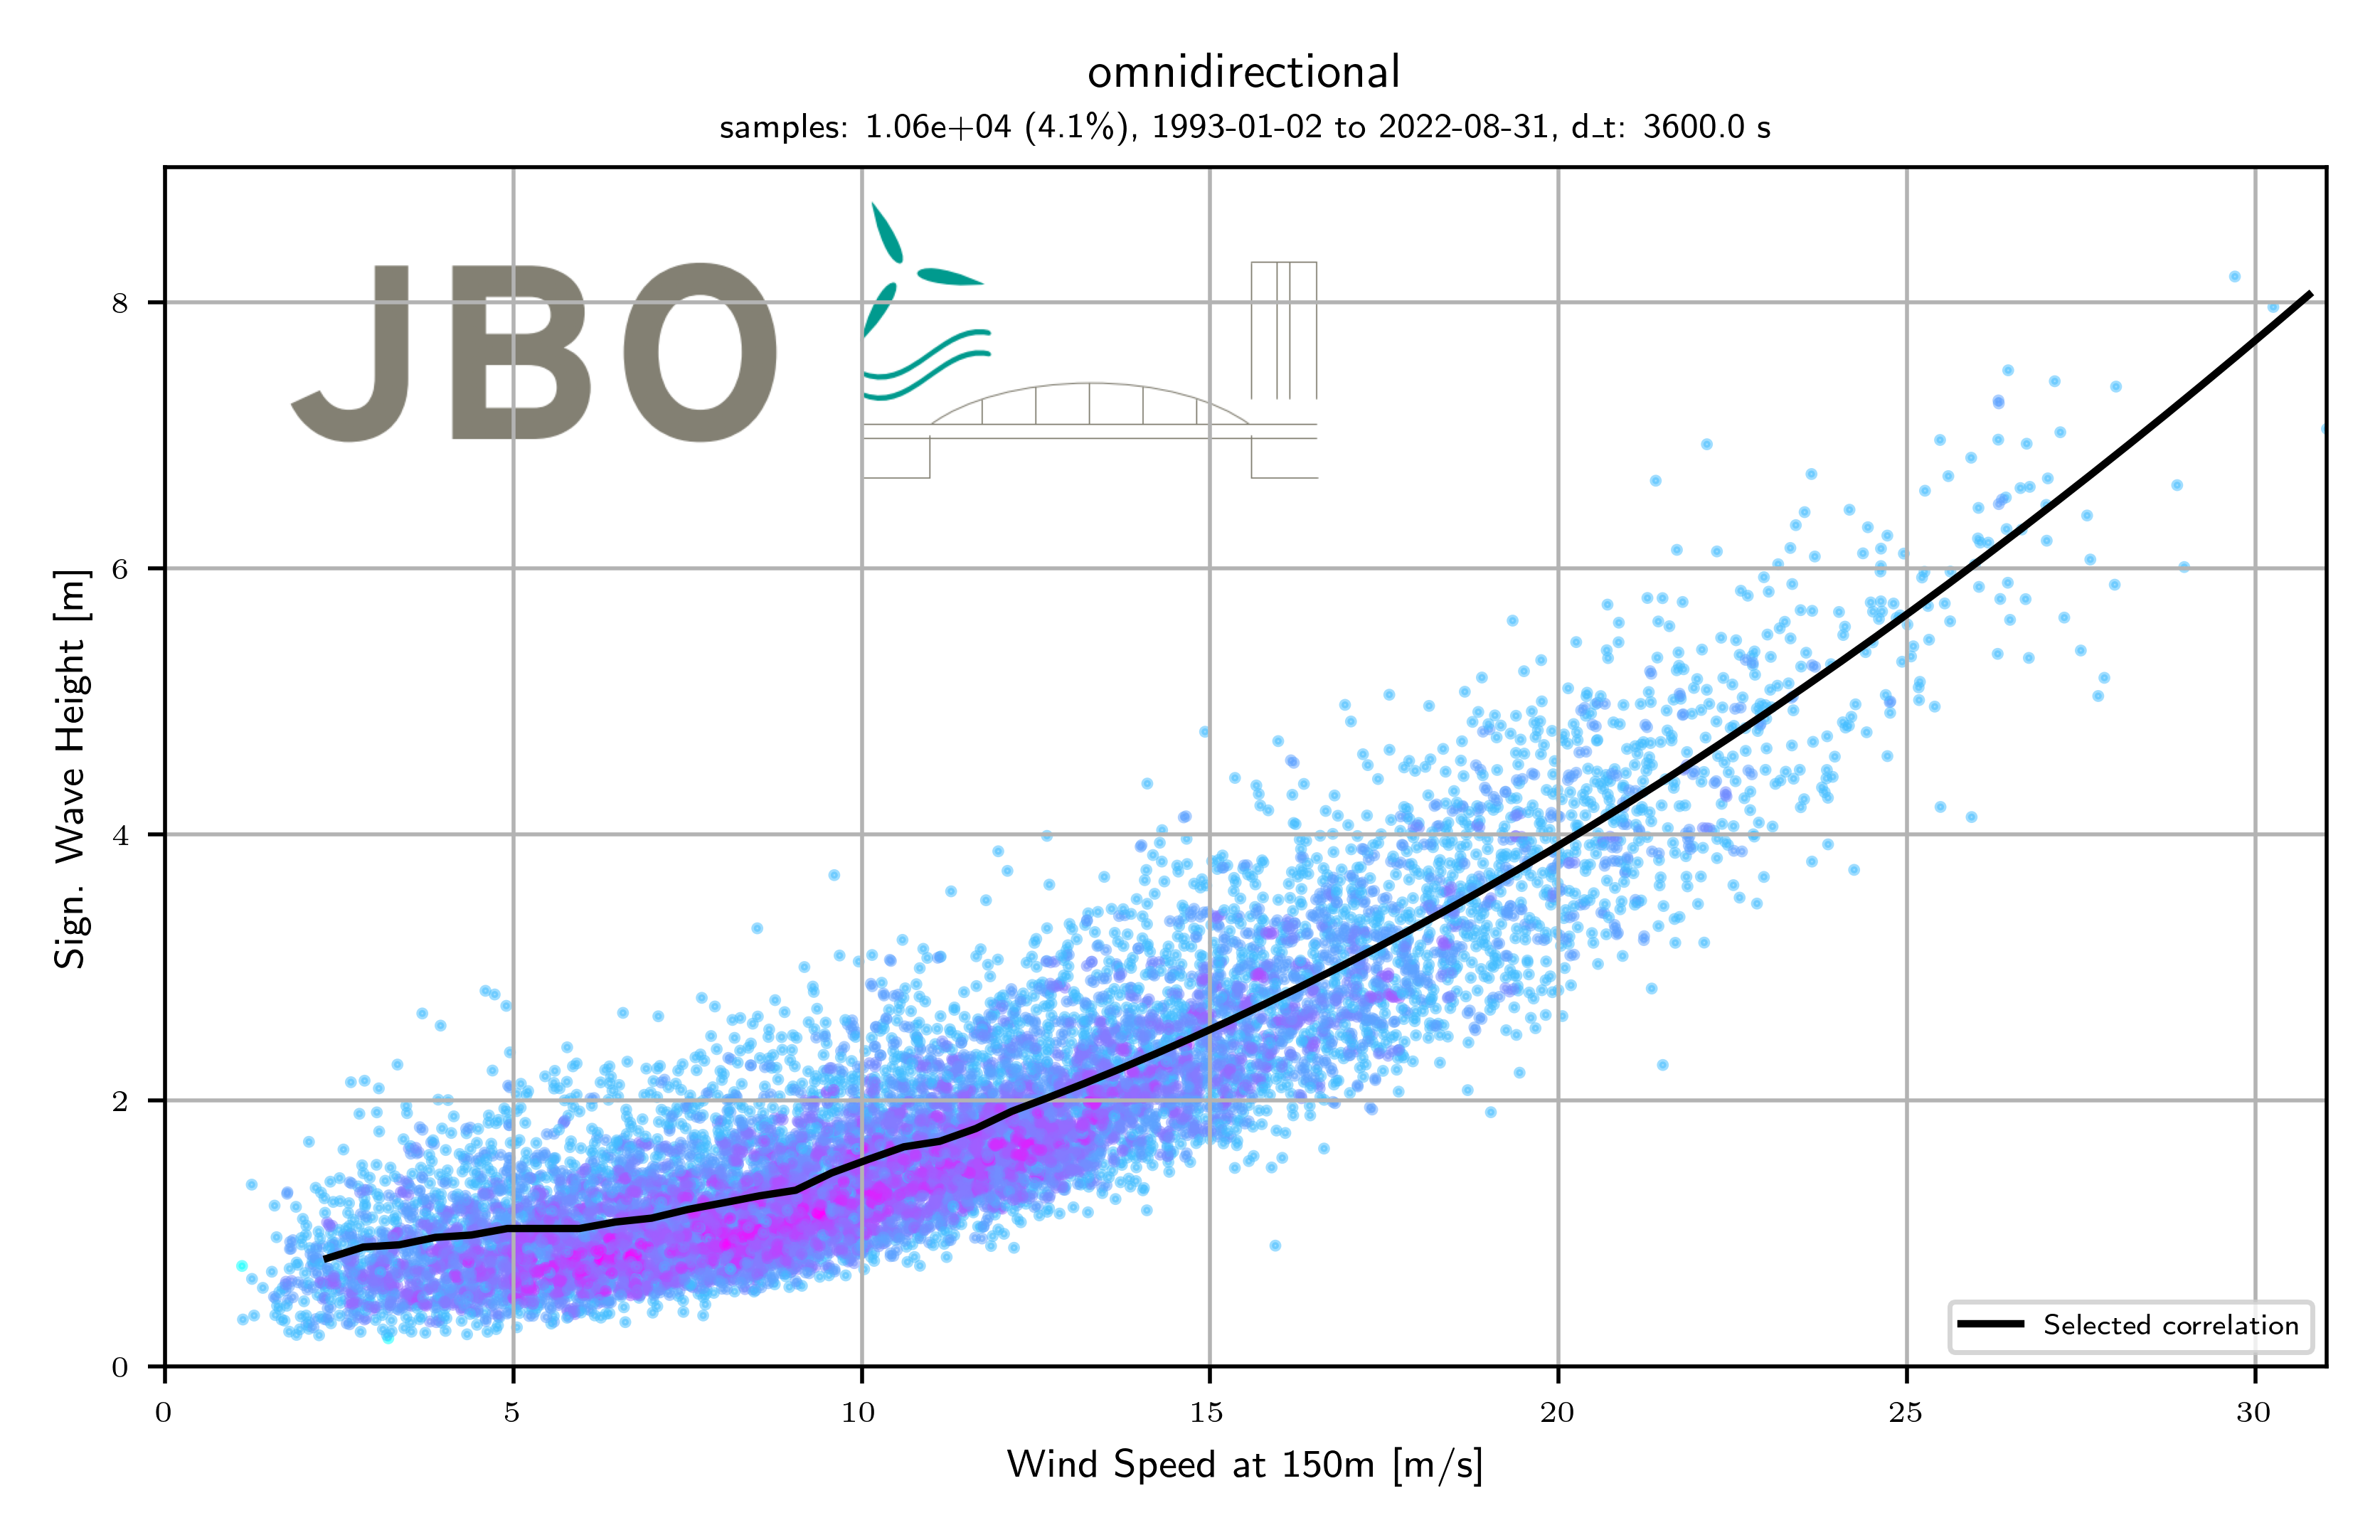 omnidirectional
samples: 1.06e+04 (4.1%), 1993-01-02 to 2022-08-31, d_t: 3600.0 s
JBO
8
6
4
2
0
Sign. Wave Height [m]
Selected correlation
0 5 10 15 20 25 30
Wind Speed at 150m [m/s]